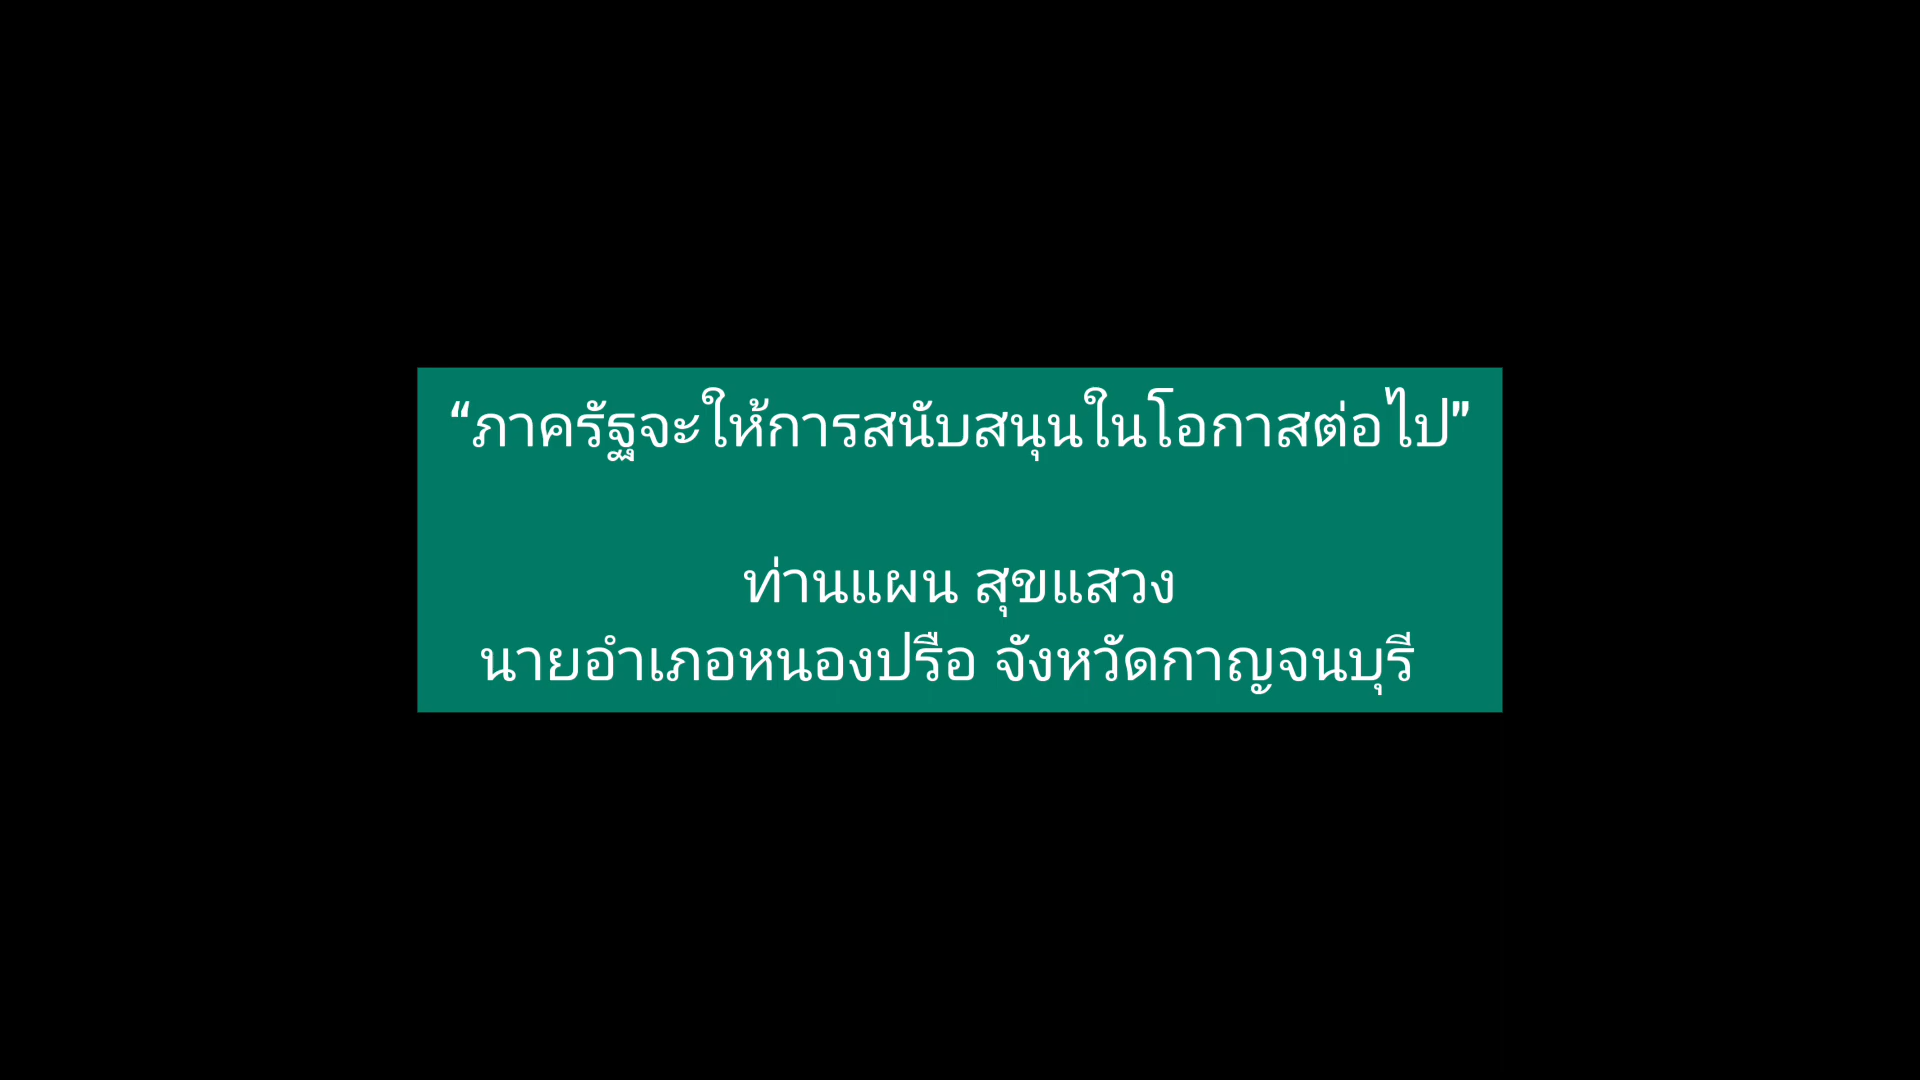 “ภาครัฐจะให้การสนับสนุนในโอกาสต่อไป”
ท่านแผน สุขแสวง
นายอำเภอหนองปรือ จังหวัดกาญจนบุรี